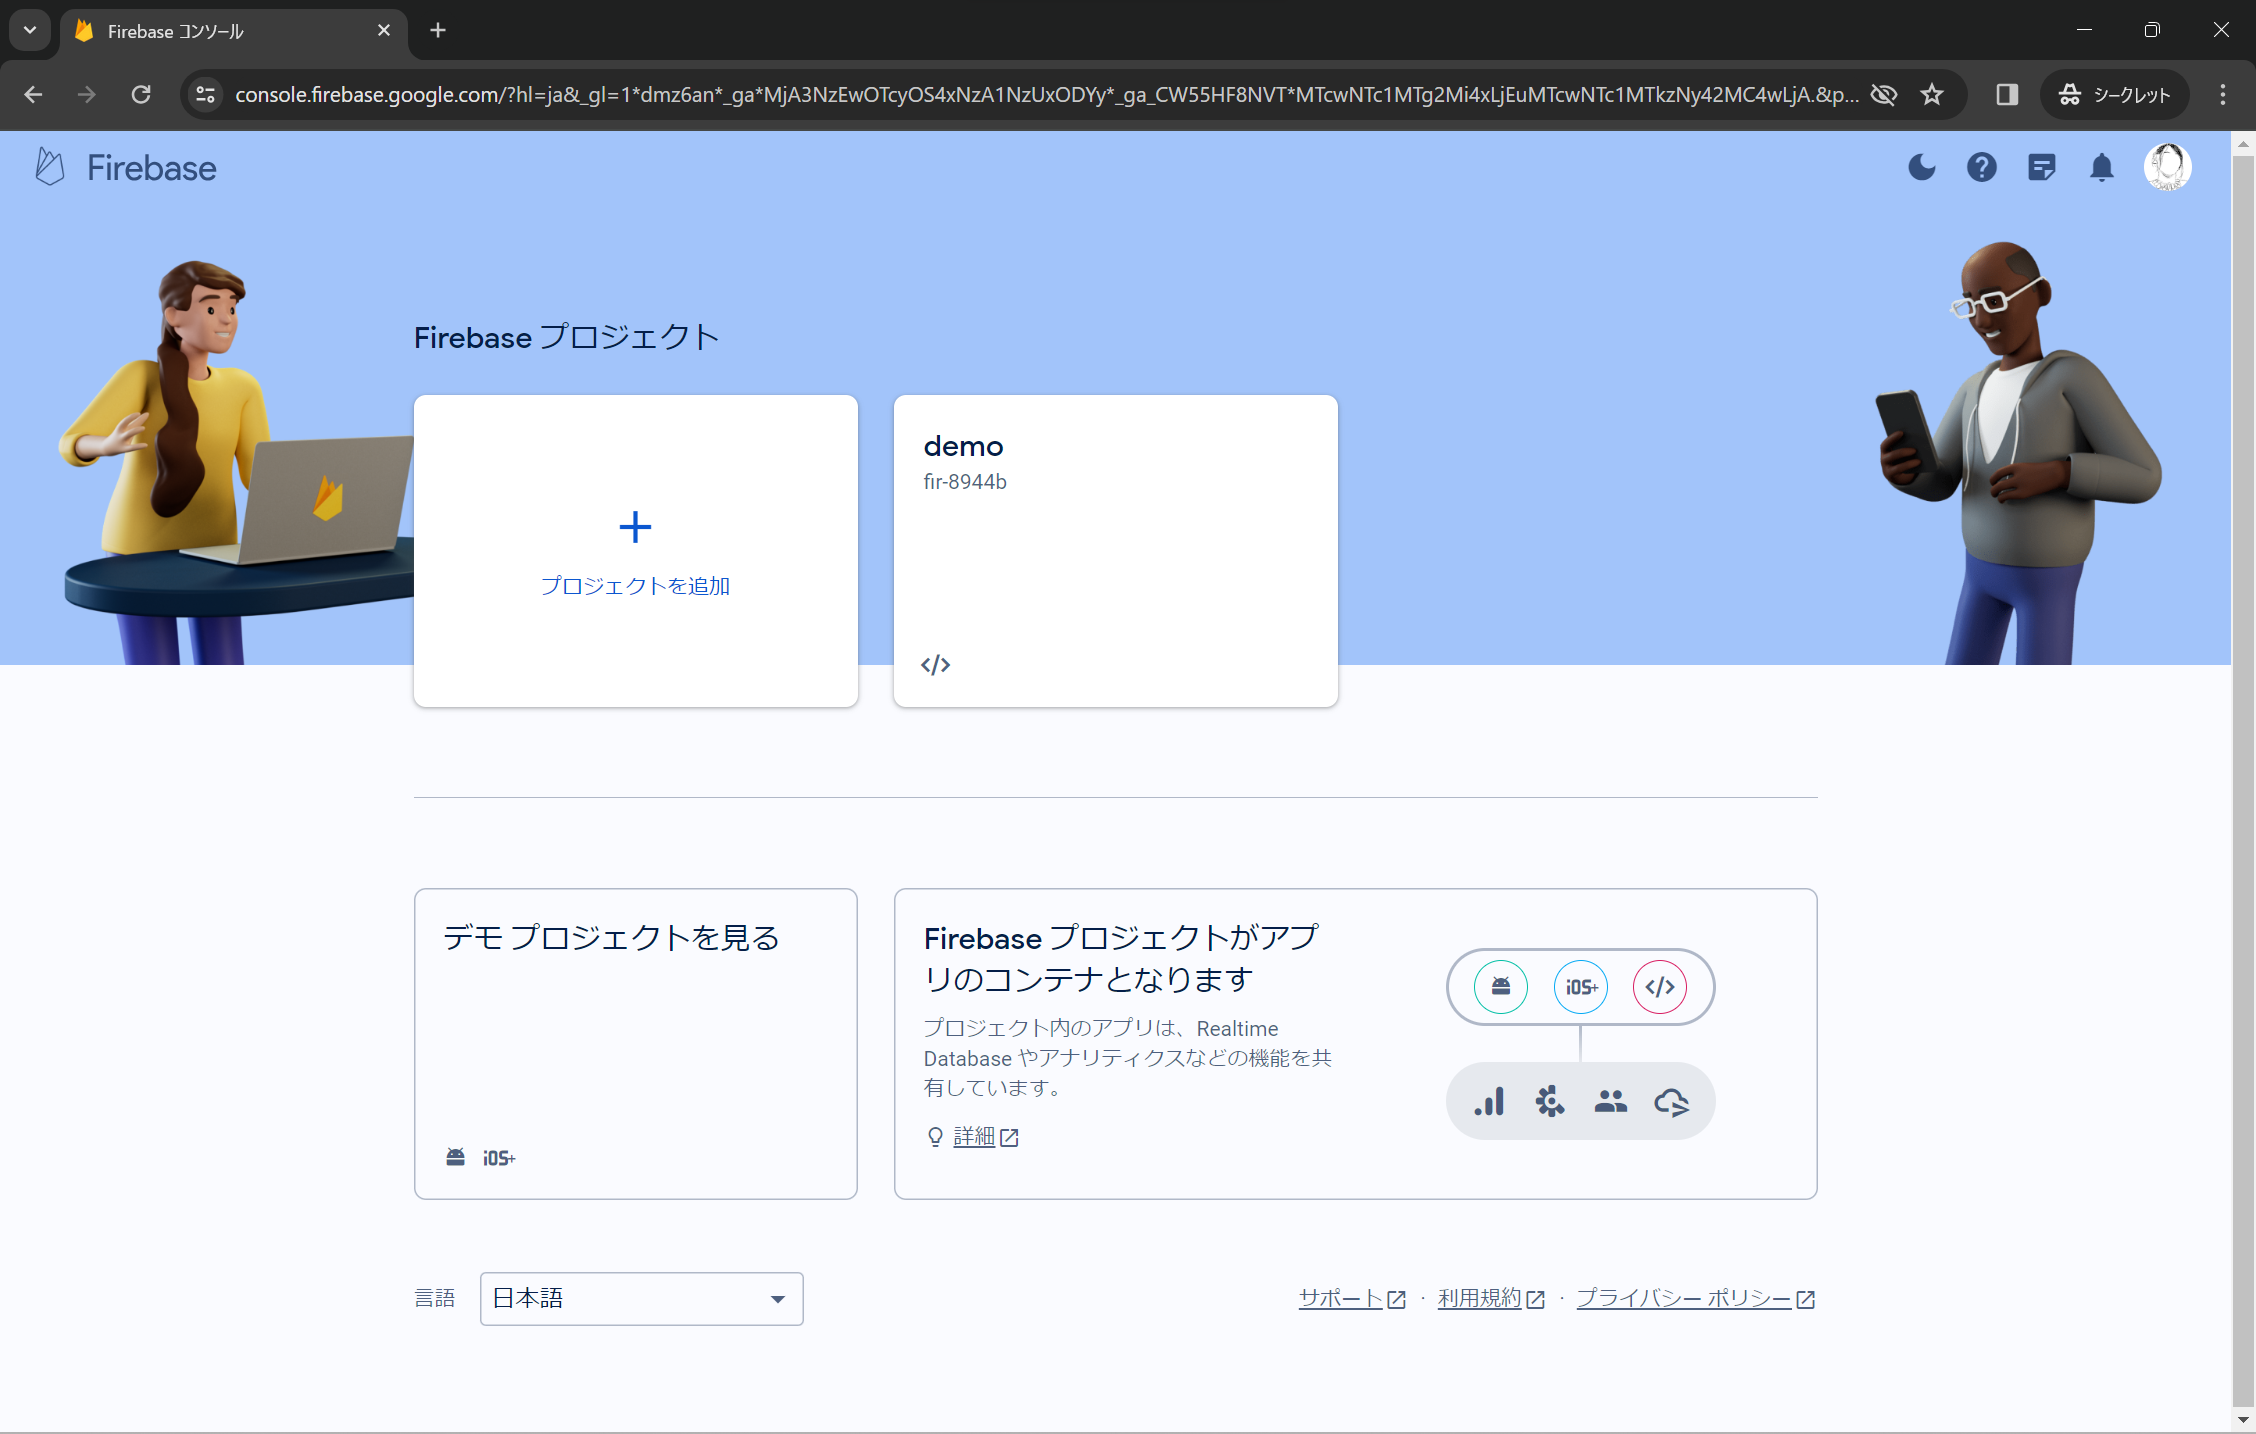 Firebase コンソール
console.firebase.google.com/?hl=ja&_gl=1*dmz6an*_ga*MjA3NzEwOTcyOS4xNzA1NzUxODYy*_ga_CW55HF8NVT*MTcwNTc1MTg2Mi4xLjEuMTcwNTc1MTkzNy42MC4wLjA.&p...
シークレット
Firebase
Firebase プロジェクト
プロジェクトを追加
demo
fir-8944b
デモ プロジェクトを見る
iOS+
Firebase プロジェクトがアプ
リのコンテナとなります
プロジェクト内のアプリは、Realtime
Database やアナリティクスなどの機能を共
有しています。
詳細
iOS+
言語
日本語
サポート · 利用規約 · プライバシー ポリシー